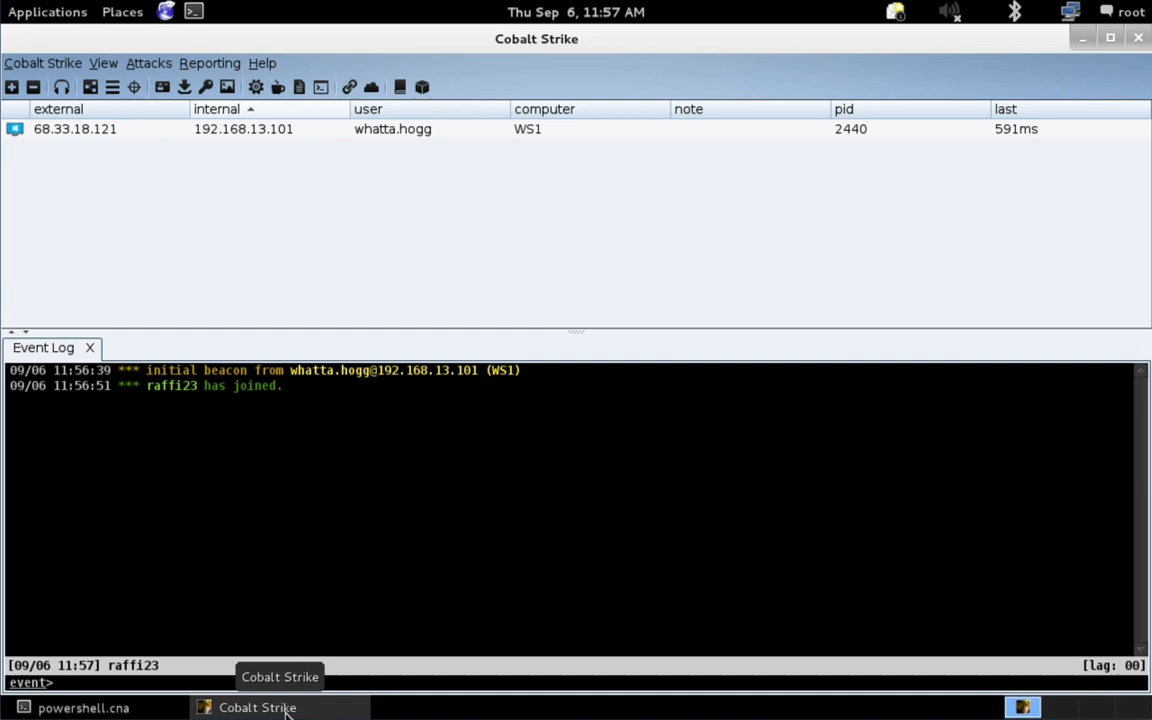 Applications Places Thu Sep 6, 11:57 AM root
Cobalt Strike
Cobalt Strike View Attacks Reporting Help
external internal user computer note pid last
68.33.18.121 192.168.13.101 whatta.hogg WS1 2440 591ms
Event Log X
09/06 11:56:39 *** initial beacon from whatta.hogg@192.168.13.101 (WS1)
09/06 11:56:51 *** raffi23 has joined.
[09/06 11:57] raffi23 [lag: 00]
Cobalt Strike
event>
powershell.cna Cobalt Strike